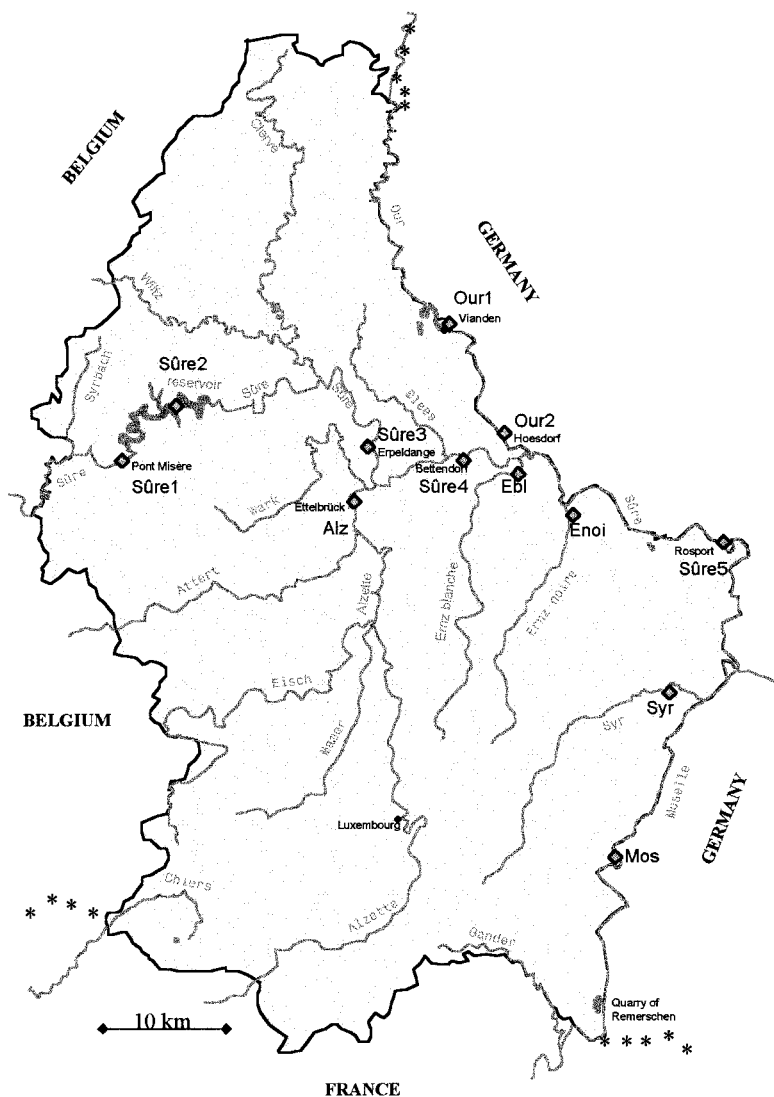 BELGIUM
Clerve
Our
GERMANY
Wiltz
Our1
Vianden
Syrbach
Sûre2
reservoir
Sûre
Sûre
Blees
Our2
Hoesdorf
Sûre3
Erpeldange
Pont Misère
Bettendorf
Sûre
Sûre1
Sûre4
Ebl
Wark
Ettelbrück
Alz
Enoi
Sûre
Rosport
Sûre5
Attert
Alzette
Ernz blanche
Ernz noire
Eisch
Mamer
BELGIUM
Syr
Syr
Moselle
GERMANY
Luxembourg
Mos
Chiers
* * * *
Alzette
Gander
Quarry of
Remerschen
10 km
* * * * *
FRANCE